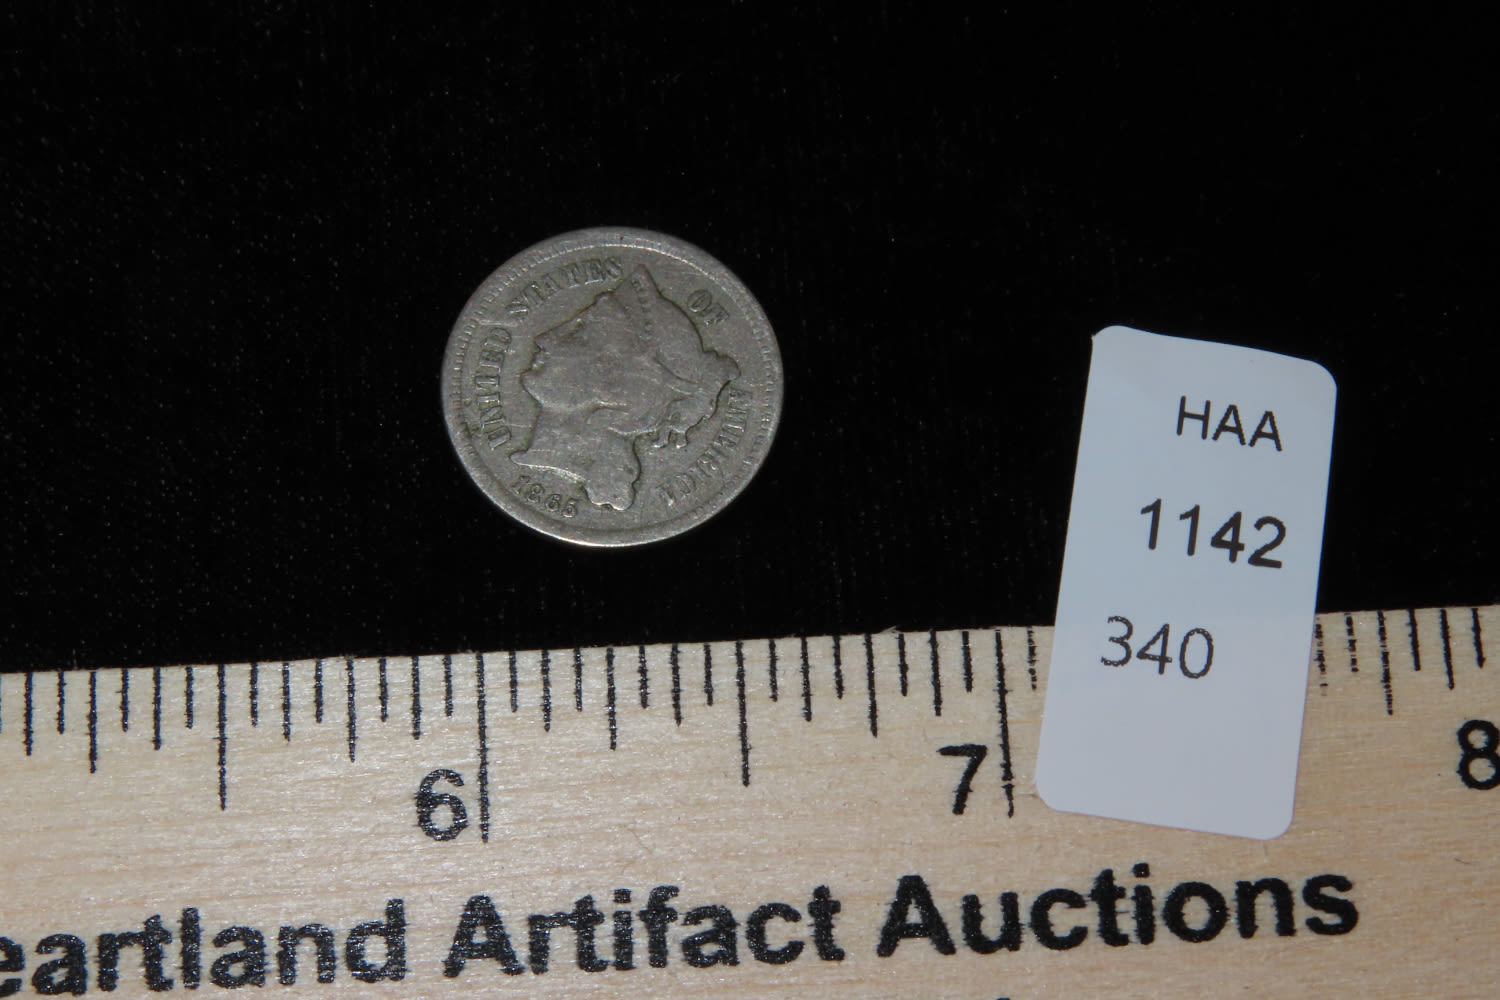 UNITED STATES OF AMERICA
1865
HAA
1142
340
6 7 8
eartland Artifact Auctions